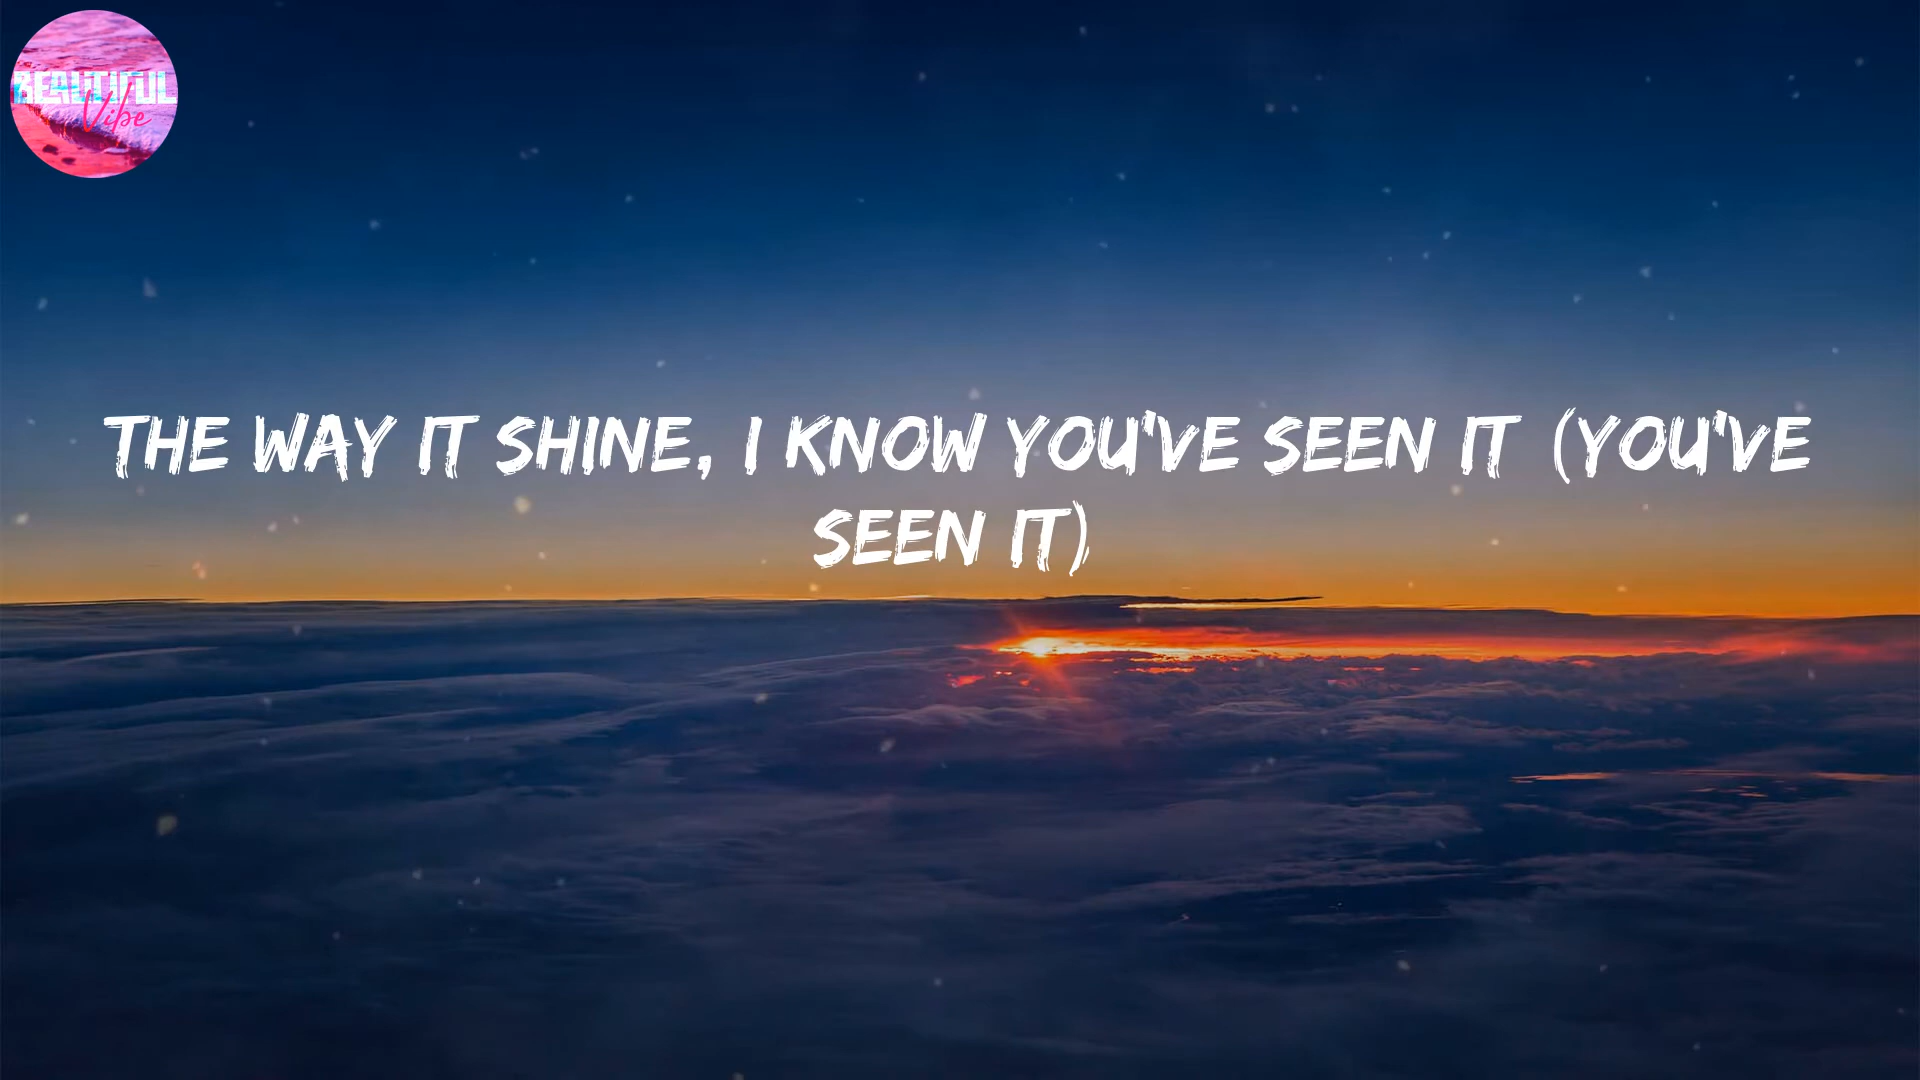 BEAUTIFUL
Vibe
THE WAY IT SHINE, I KNOW YOU'VE SEEN IT (YOU'VE
SEEN IT)